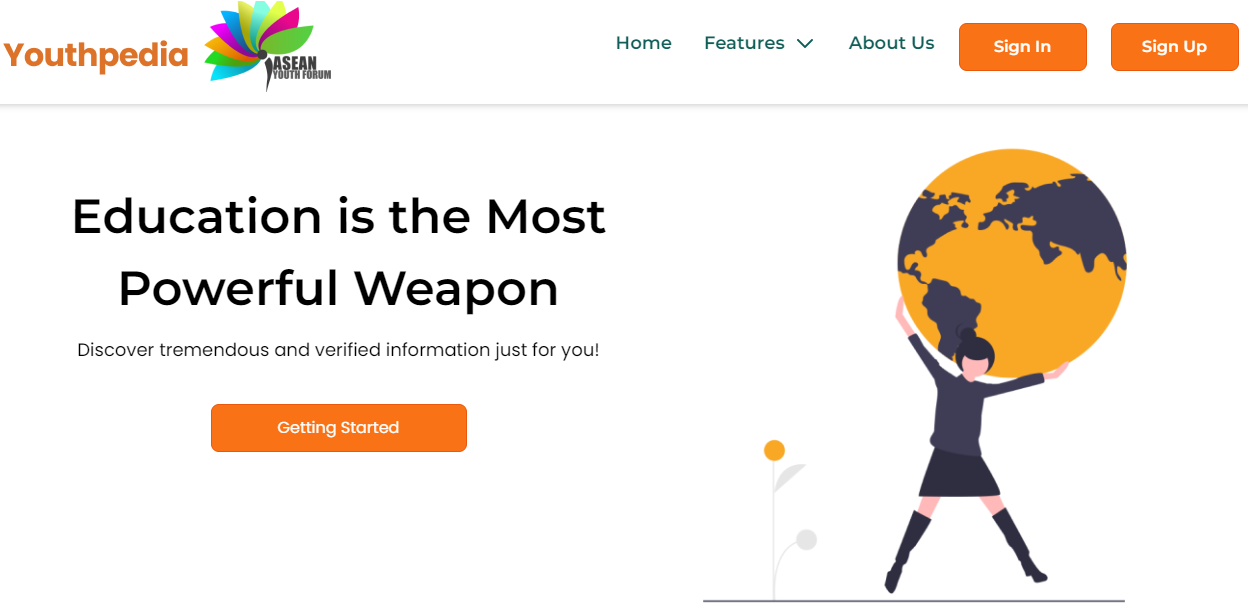 Youthpedia
ASEAN
YOUTH FORUM
Home
Features
About Us
Sign In
Sign Up
Education is the Most
Powerful Weapon
Discover tremendous and verified information just for you!
Getting Started